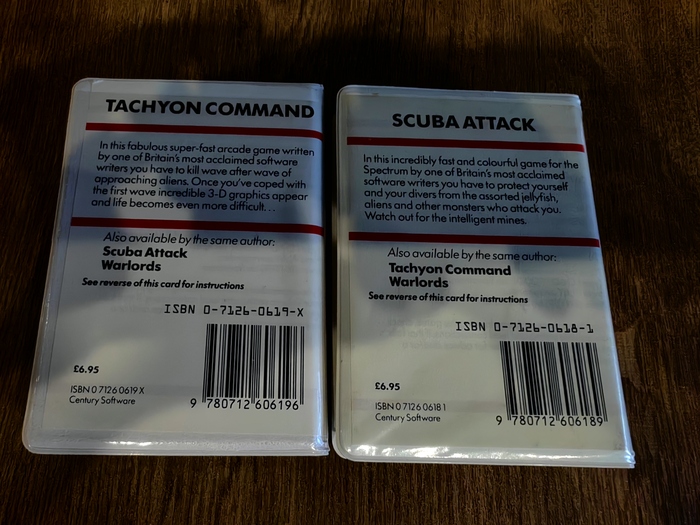 TACHYON COMMAND
In this fabulous super-fast arcade game written
by one of Britain's most acclaimed software
writers you have to kill wave after wave of
approaching aliens. Once you've coped with
the first wave incredible 3-D graphics appear
and life becomes even more difficult...
Also available by the same author:
Scuba Attack
Warlords
See reverse of this card for instructions
ISBN 0-7126-0619-X
£6.95
ISBN 0 7126 0619 X
Century Software
9 780712 606196
SCUBA ATTACK
In this incredibly fast and colourful game for the
Spectrum by one of Britain's most acclaimed
software writers you have to protect yourself
and your divers from the assorted jellyfish,
aliens and other monsters who attack you.
Watch out for the intelligent mines.
Also available by the same author:
Tachyon Command
Warlords
See reverse of this card for instructions
ISBN 0-7126-0618-1
£6.95
ISBN 0 7126 0618 1
Century Software
9 780712 606189